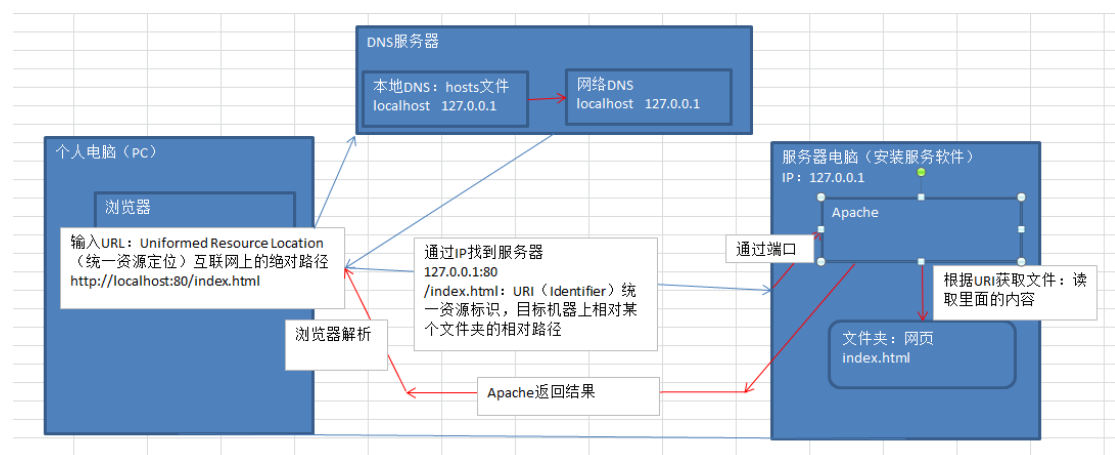 DNS服务器
本地DNS：hosts文件
localhost 127.0.0.1
网络DNS
localhost 127.0.0.1
个人电脑（PC）
浏览器
输入URL：Uniformed Resource Location
（统一资源定位）互联网上的绝对路径
http://localhost:80/index.html
浏览器解析
通过IP找到服务器
127.0.0.1:80
/index.html：URI（Identifier）统
一资源标识，目标机器上相对某
个文件夹的相对路径
Apache返回结果
服务器电脑（安装服务软件）
IP：127.0.0.1
Apache
通过端口
根据URI获取文件：读
取里面的内容
文件夹：网页
index.html